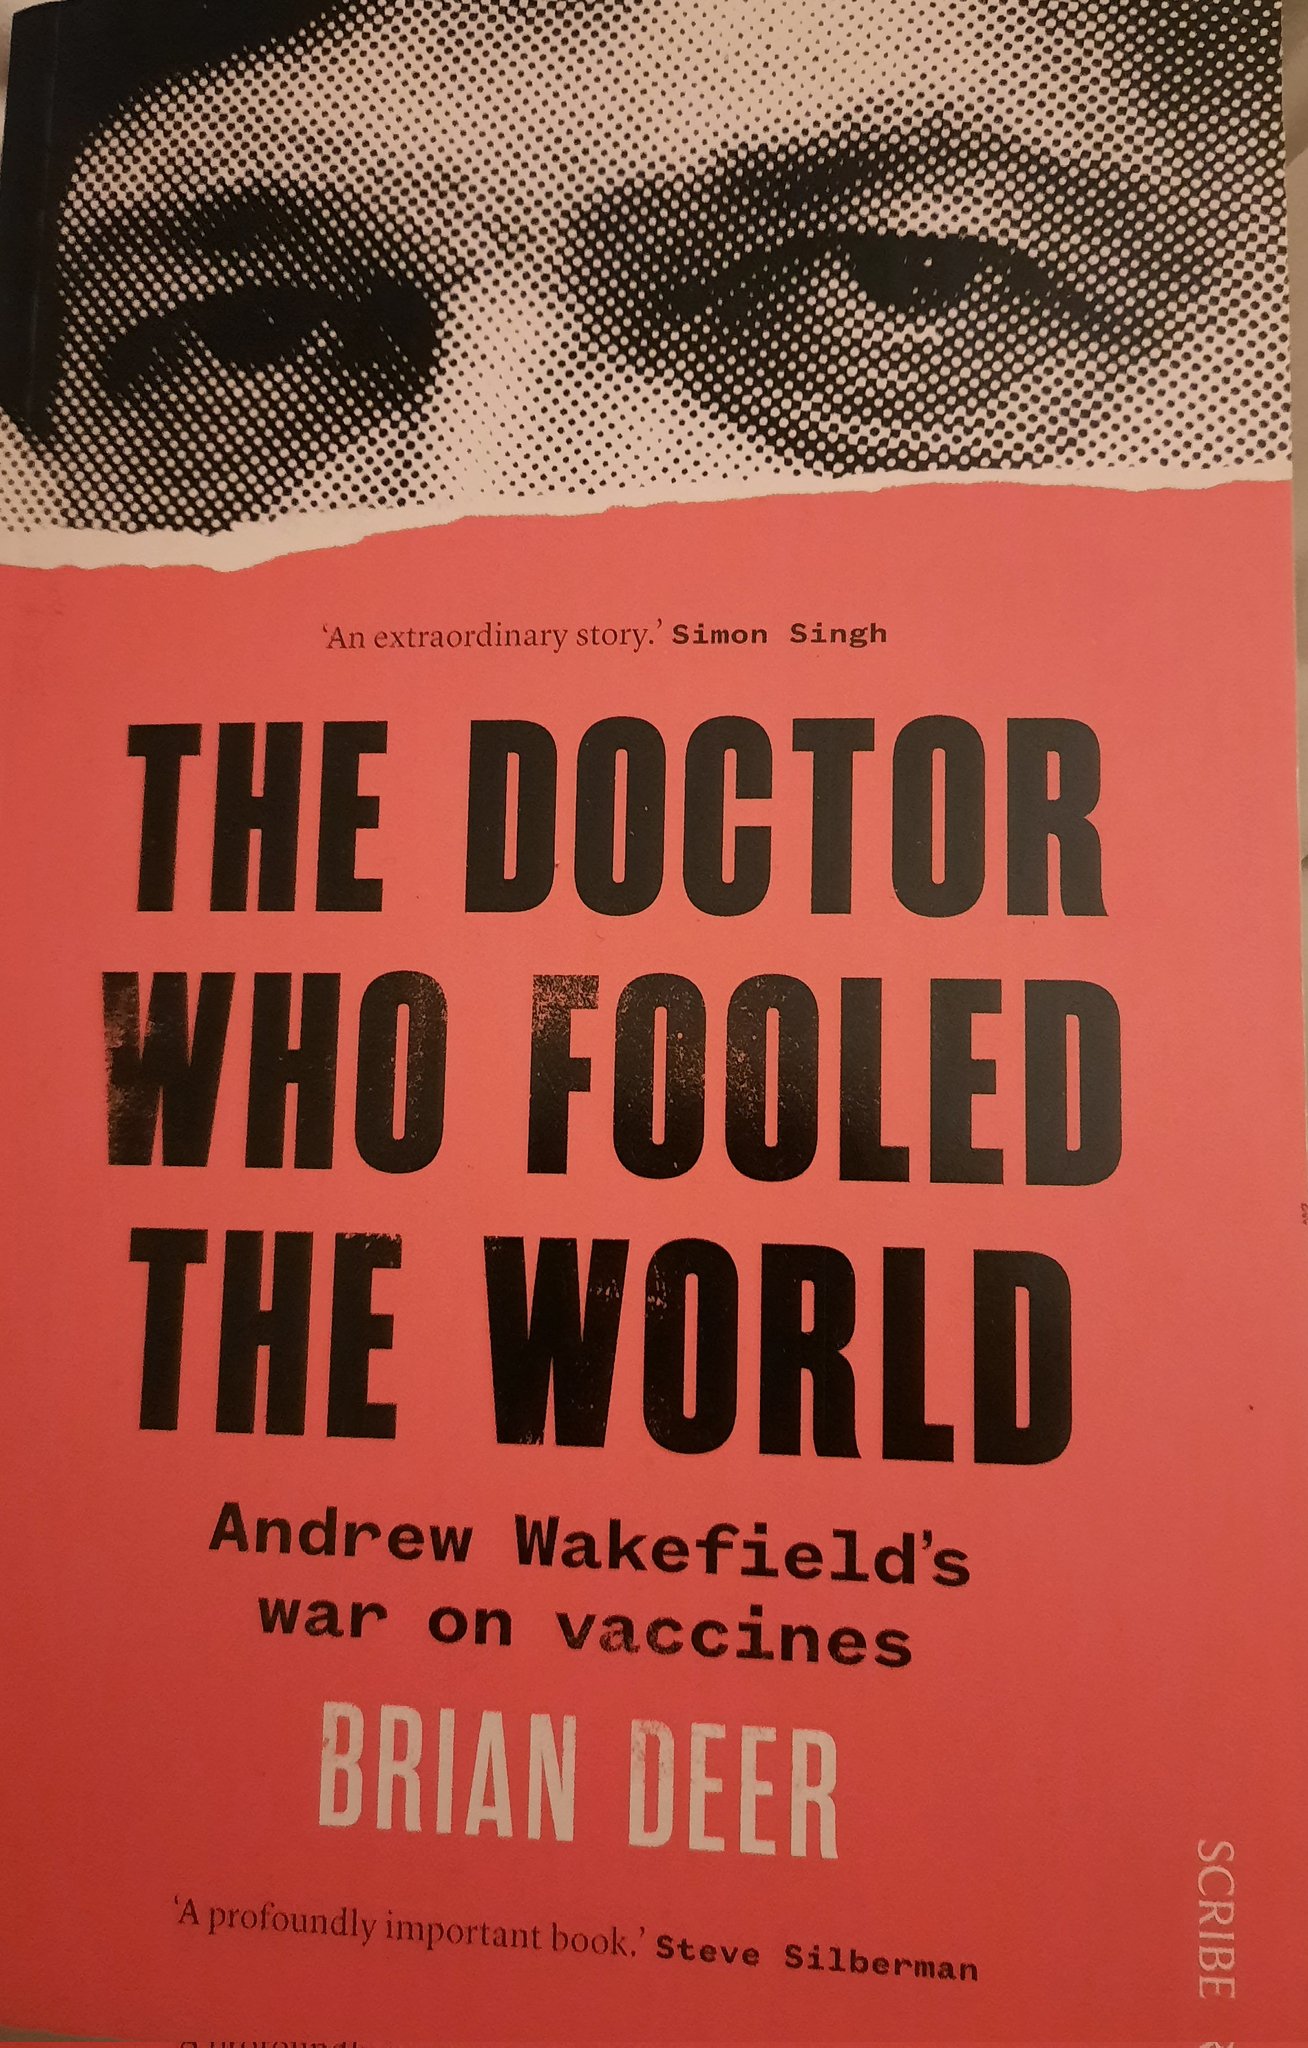 ‘An extraordinary story.’ Simon Singh
THE DOCTOR
WHO FOOLED
THE WORLD
Andrew Wakefield’s
war on vaccines
BRIAN DEER
‘A profoundly important book.’ Steve Silberman
SCRIBE